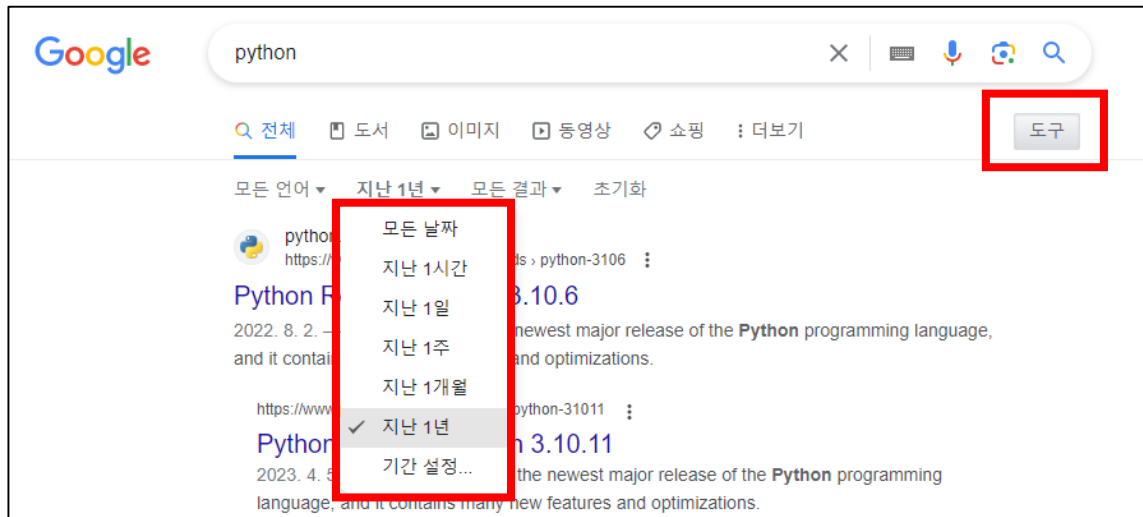 Google python
전체 도서 이미지 동영상 쇼핑 더보기 도구
모든 언어 지난 1년 모든 결과 초기화
모든 날짜
지난 1시간
지난 1일
지난 1주
지난 1개월
지난 1년
기간 설정...
python
https:// ds › python-3106
Python R 3.10.6
2022. 8. 2. — newest major release of the Python programming language,
and it contai and optimizations.
https://www python-31011
Python 3.10.11
2023. 4. 5 the newest major release of the Python programming
language, and it contains many new features and optimizations.